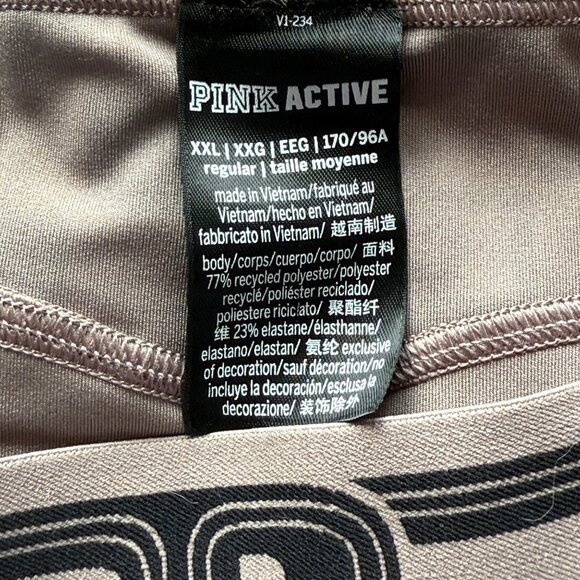 V1-234
PINK ACTIVE
XXL | XXG | EEG | 170/96A
regular | taille moyenne
made in Vietnam/fabriqué au
Vietnam/hecho en Vietnam/
fabbricato in Vietnam/ 越南制造
body/corps/cuerpo/corpo/ 面料
77% recycled polyester/polyester
recyclé/poliéster reciclado/
poliestere riciclato/ 聚酯纤
维 23% elastane/élasthanne/
elastano/elastan/ 氨纶 exclusive
of decoration/sauf décoration/no
incluye la decoración/esclusa la
decorazione/ 装饰除外